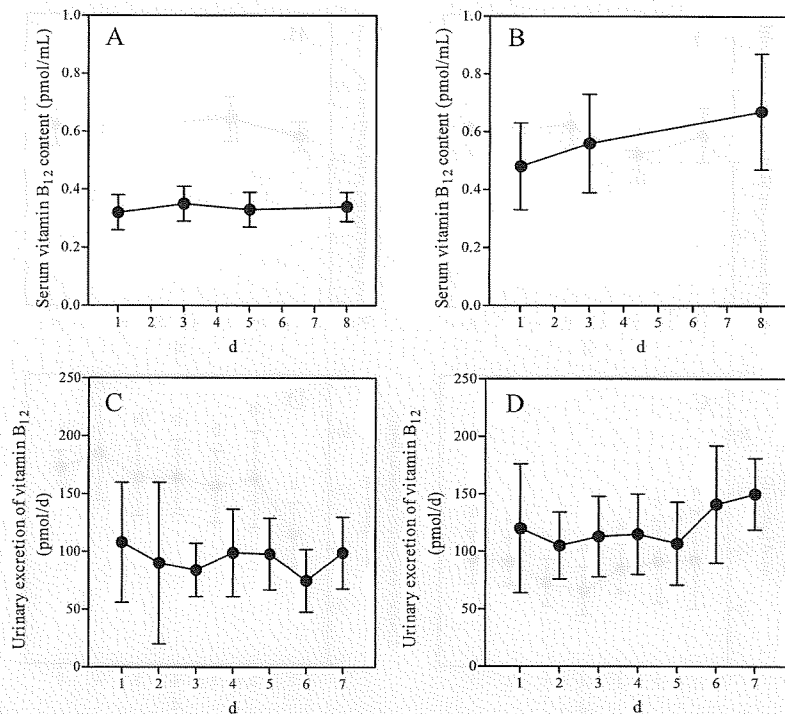 A
Serum vitamin B12 content (pmol/mL)
1.0
0.8
0.6
0.4
0.2
0.0
1 2 3 4 5 6 7 8
d
B
Serum vitamin B12 content (pmol/mL)
1.0
0.8
0.6
0.4
0.2
0.0
1 2 3 4 5 6 7 8
d
C
Urinary excretion of vitamin B12
(pmol/d)
250
200
150
100
50
0
1 2 3 4 5 6 7
d
D
Urinary excretion of vitamin B12
(pmol/d)
250
200
150
100
50
0
1 2 3 4 5 6 7
d